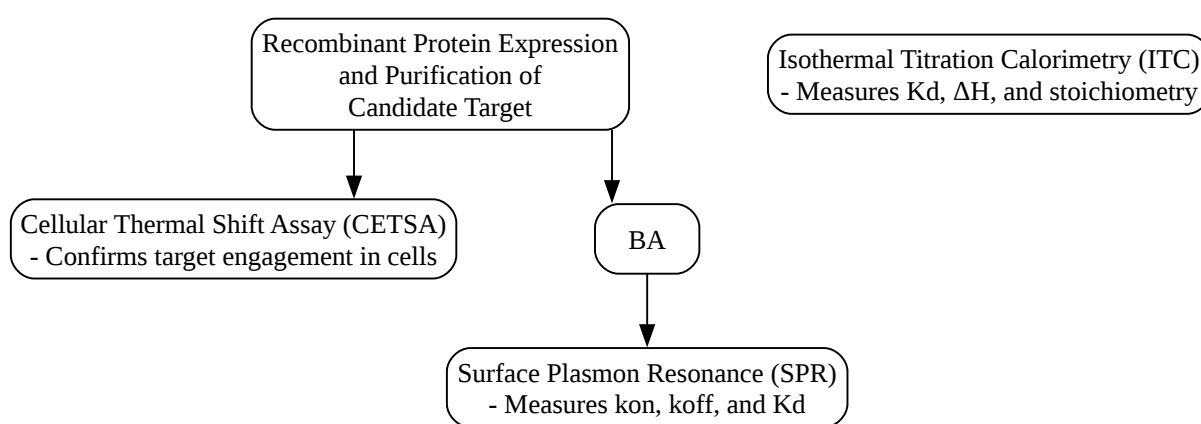 Recombinant Protein Expression
and Purification of
Candidate Target
Isothermal Titration Calorimetry (ITC)
- Measures Kd, ΔH, and stoichiometry
Cellular Thermal Shift Assay (CETSA)
- Confirms target engagement in cells
BA
Surface Plasmon Resonance (SPR)
- Measures kon, koff, and Kd